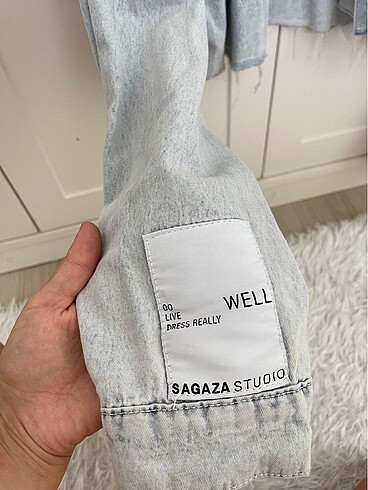 DO
LIVE
DRESS REALLY
WELL
SAGAZA STUDIO